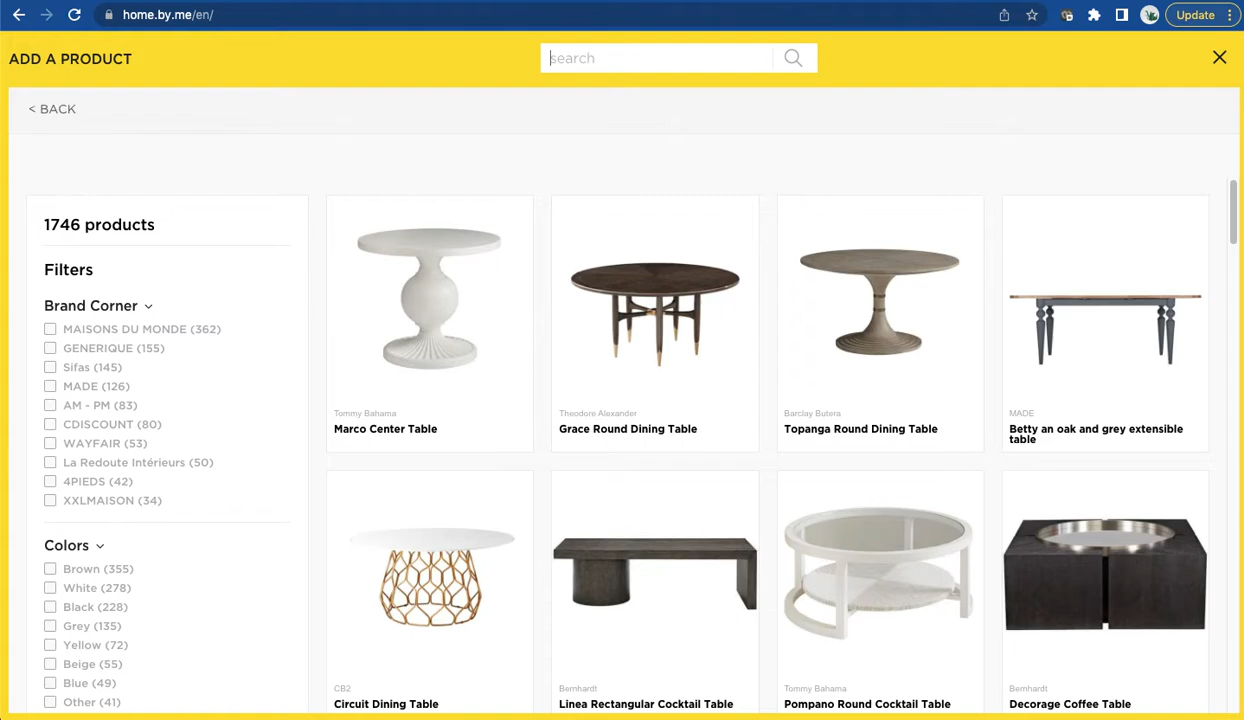 home.by.me/en/
Update
ADD A PRODUCT
search
< BACK
1746 products
Filters
Brand Corner
MAISONS DU MONDE (362)
GENERIQUE (155)
Sifas (145)
MADE (126)
AM - PM (83)
CDISCOUNT (80)
WAYFAIR (53)
La Redoute Intérieurs (50)
4PIEDS (42)
XXLMAISON (34)
Colors
Brown (355)
White (278)
Black (228)
Grey (135)
Yellow (72)
Beige (55)
Blue (49)
Other (41)
Tommy Bahama
Marco Center Table
Theodore Alexander
Grace Round Dining Table
Barclay Butera
Topanga Round Dining Table
MADE
Betty an oak and grey extensible
table
CB2
Circuit Dining Table
Bernhardt
Linea Rectangular Cocktail Table
Tommy Bahama
Pompano Round Cocktail Table
Bernhardt
Decorage Coffee Table